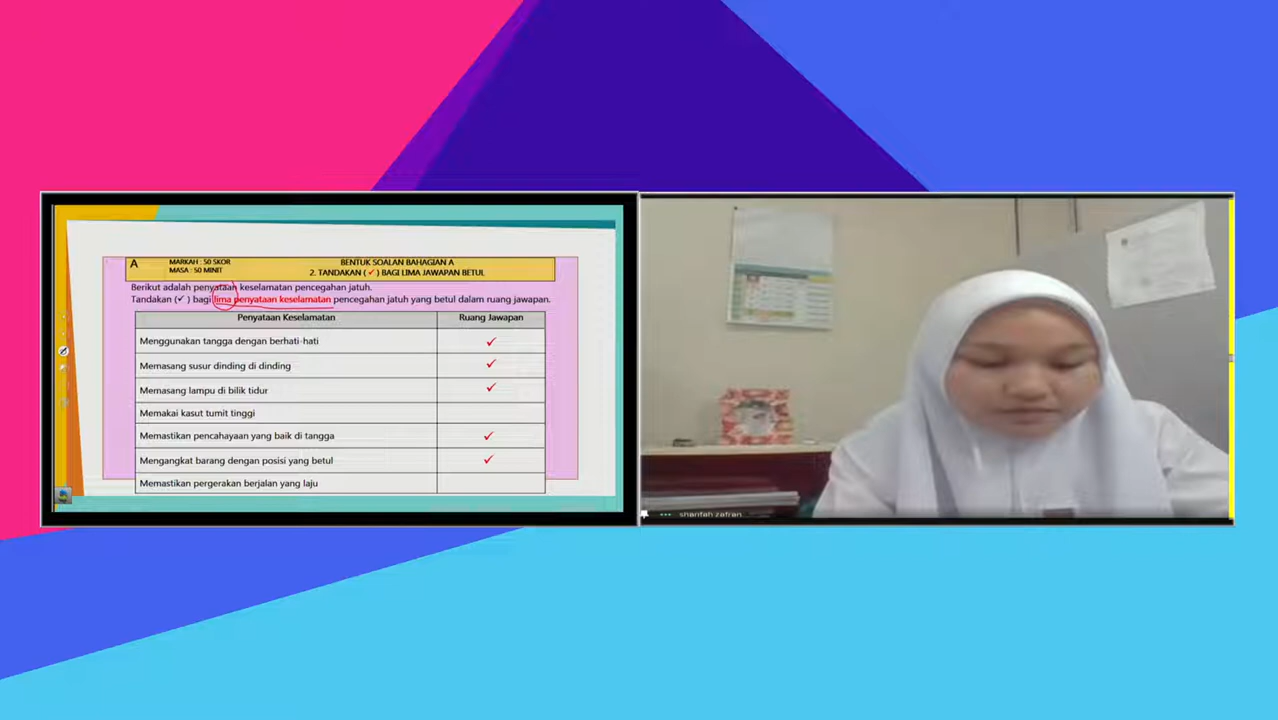 A
MARKAH : 50 SKOR
MASA : 50 MINIT
BENTUK SOALAN BAHAGIAN A
2. TANDAKAN ( ✓ ) BAGI LIMA JAWAPAN BETUL
Berikut adalah penyataan keselamatan pencegahan jatuh.
Tandakan (✓ ) bagi lima penyataan keselamatan pencegahan jatuh yang betul dalam ruang jawapan.
Penyataan Keselamatan Ruang Jawapan
Menggunakan tangga dengan berhati-hati ✓
Memasang susur dinding di dinding ✓
Memasang lampu di bilik tidur ✓
Memakai kasut tumit tinggi
Memastikan pencahayaan yang baik di tangga ✓
Mengangkat barang dengan posisi yang betul ✓
Memastikan pergerakan berjalan yang laju
sharifah zafran